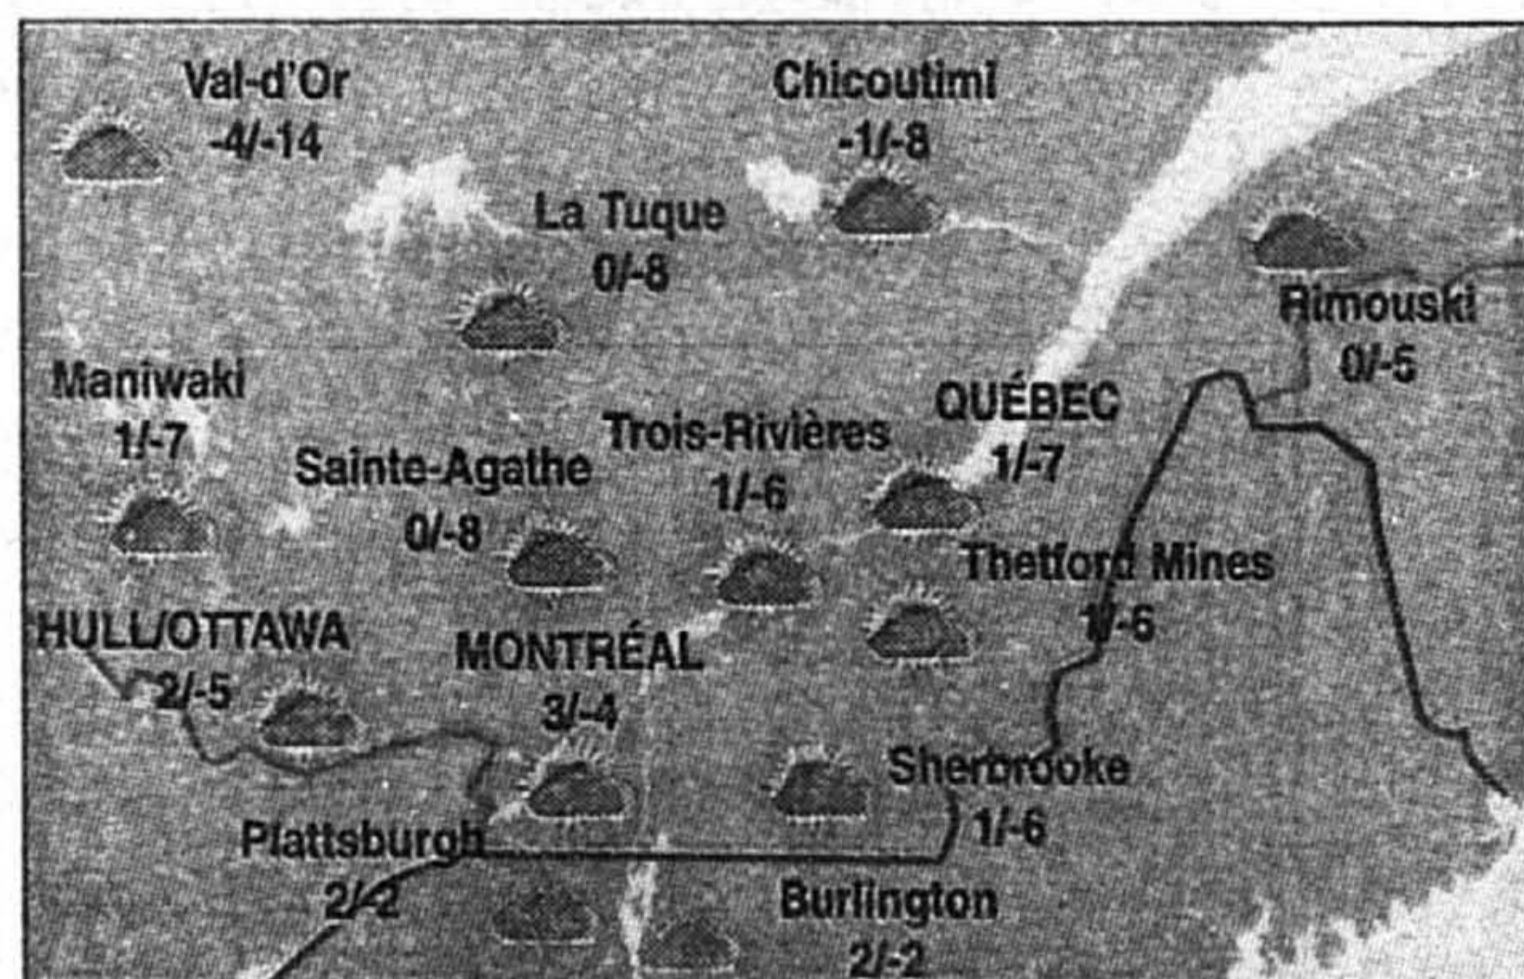 Val-d'Or
-4/-14
Chicoutimi
-1/-8
La Tuque
0/-8
Rimouski
0/-5
Maniwaki
1/-7
QUÉBEC
1/-7
Trois-Rivières
1/-6
Sainte-Agathe
0/-8
Thetford Mines
1/-6
HULL/OTTAWA
2/-5
MONTRÉAL
3/-4
Sherbrooke
1/-6
Plattsburgh
2/-2
Burlington
2/-2